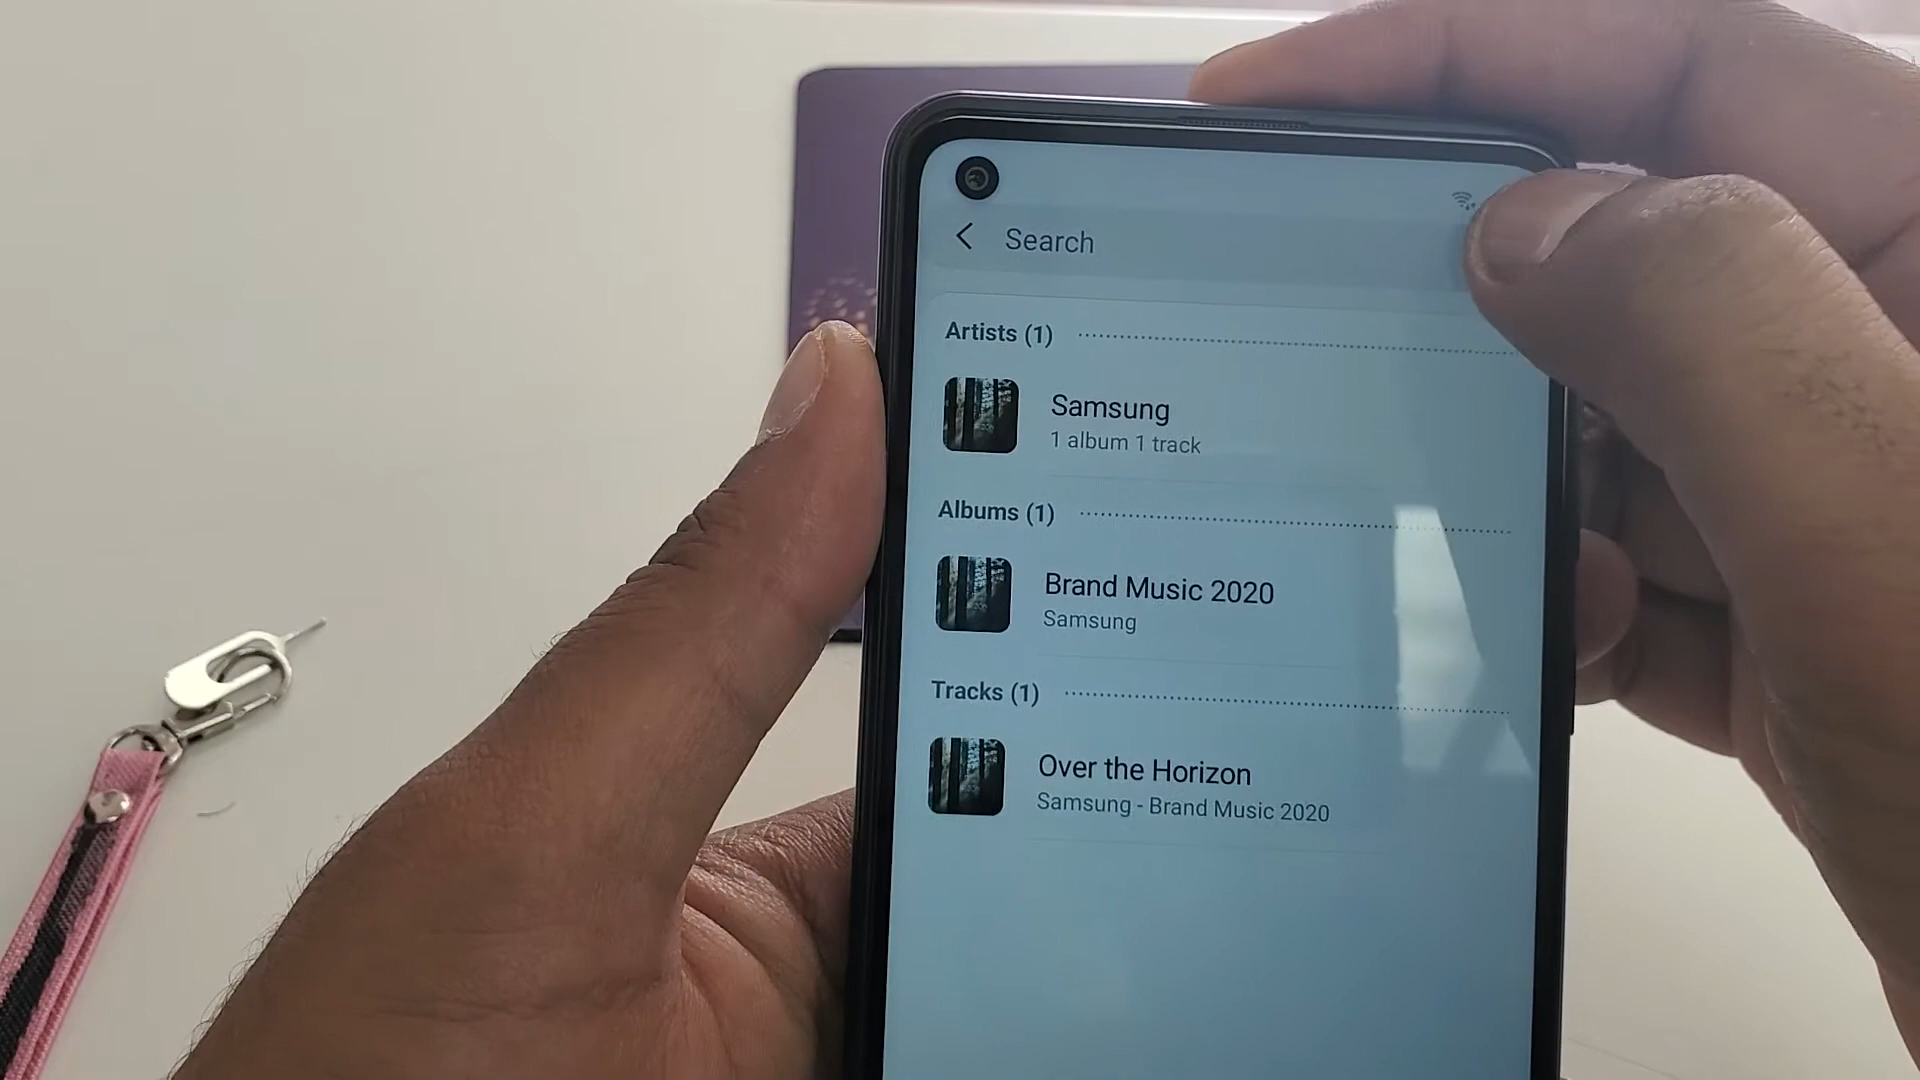 Search
Artists (1)
Samsung
1 album 1 track
Albums (1)
Brand Music 2020
Samsung
Tracks (1)
Over the Horizon
Samsung - Brand Music 2020